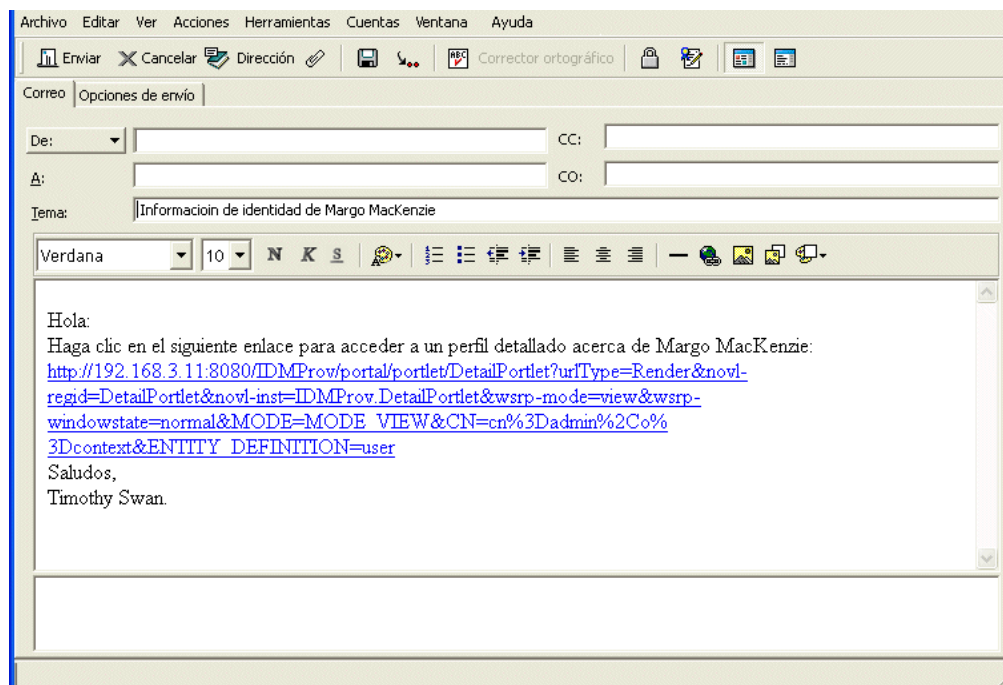 Archivo Editar Ver Acciones Herramientas Cuentas Ventana Ayuda
Enviar Cancelar Dirección ABC Corrector ortográfico
Correo Opciones de envío
De: CC:
A: CO:
Tema: Informacioin de identidad de Margo MacKenzie
Verdana 10 N K S
Hola:
Haga clic en el siguiente enlace para acceder a un perfil detallado acerca de Margo MacKenzie:
http://192.168.3.11:8080/IDMProv/portal/portlet/DetailPortlet?urlType=Render&novl-
regid=DetailPortlet&novl-inst=IDMProv.DetailPortlet&wsrp-mode=view&wsrp-
windowstate=normal&MODE=MODE_VIEW&CN=cn%3Dadmin%2Co%
3Dcontext&ENTITY_DEFINITION=user
Saludos,
Timothy Swan.